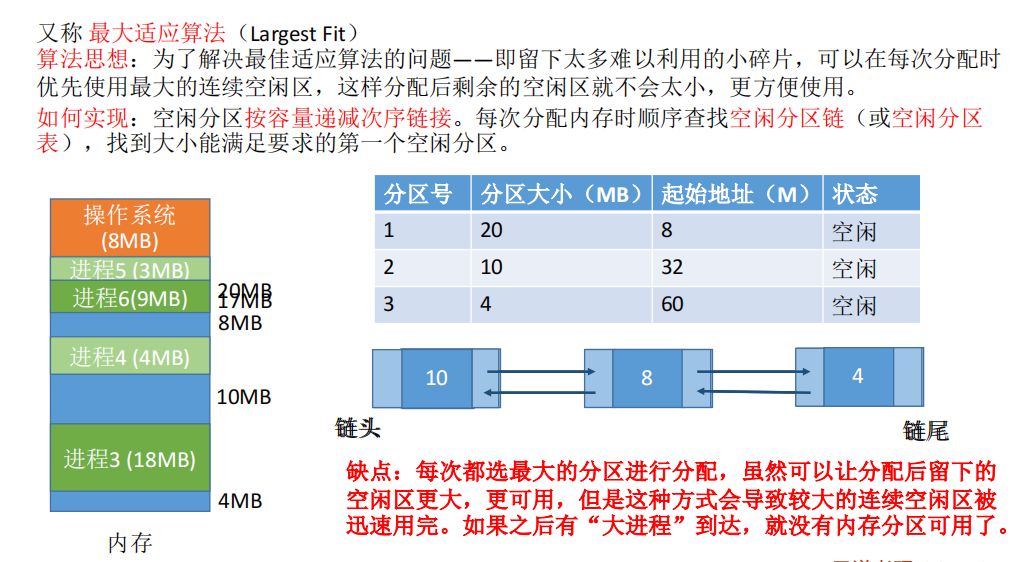 又称 最大适应算法（Largest Fit）
算法思想：为了解决最佳适应算法的问题——即留下太多难以利用的小碎片，可以在每次分配时
优先使用最大的连续空闲区，这样分配后剩余的空闲区就不会太小，更方便使用。
如何实现：空闲分区按容量递减次序链接。每次分配内存时顺序查找空闲分区链（或空闲分区
表），找到大小能满足要求的第一个空闲分区。
操作系统
(8MB)
进程5 (3MB)
进程6(9MB)
20MB
17MB
8MB
进程4 (4MB)
10MB
进程3 (18MB)
4MB
内存
分区号 分区大小（MB） 起始地址（M） 状态
1 20 8 空闲
2 10 32 空闲
3 4 60 空闲
10 8 4
链头 链尾
缺点：每次都选最大的分区进行分配，虽然可以让分配后留下的
空闲区更大，更可用，但是这种方式会导致较大的连续空闲区被
迅速用完。如果之后有“大进程”到达，就没有内存分区可用了。